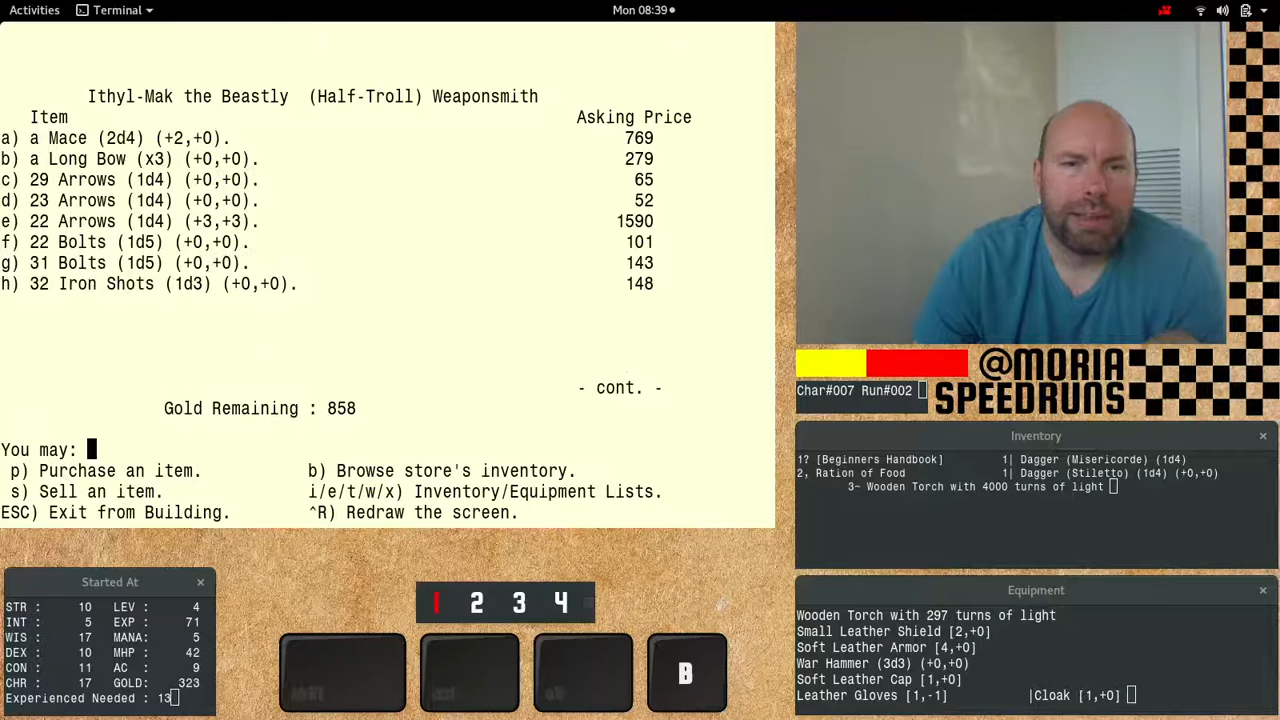 Activities Terminal Mon 08:39
Ithyl-Mak the Beastly (Half-Troll) Weaponsmith
Item Asking Price
a) a Mace (2d4) (+2,+0). 769
b) a Long Bow (x3) (+0,+0). 279
c) 29 Arrows (1d4) (+0,+0). 65
d) 23 Arrows (1d4) (+0,+0). 52
e) 22 Arrows (1d4) (+3,+3). 1590
f) 22 Bolts (1d5) (+0,+0). 101
g) 31 Bolts (1d5) (+0,+0). 143
h) 32 Iron Shots (1d3) (+0,+0). 148
- cont. -
Gold Remaining : 858
You may:
p) Purchase an item. b) Browse store's inventory.
s) Sell an item. i/e/t/w/x) Inventory/Equipment Lists.
ESC) Exit from Building. ^R) Redraw the screen.
@MORIA
SPEEDRUNS
Char#007 Run#002
Inventory
1? [Beginners Handbook] 1| Dagger (Misericorde) (1d4)
2, Ration of Food 1| Dagger (Stiletto) (1d4) (+0,+0)
3~ Wooden Torch with 4000 turns of light
Equipment
Wooden Torch with 297 turns of light
Small Leather Shield [2,+0]
Soft Leather Armor [4,+0]
War Hammer (3d3) (+0,+0)
Soft Leather Cap [1,+0]
Leather Gloves [1,-1] |Cloak [1,+0]
Started At
STR : 10 LEV : 4
INT : 5 EXP : 71
WIS : 17 MANA: 5
DEX : 10 MHP : 42
CON : 11 AC : 9
CHR : 17 GOLD: 323
Experienced Needed : 13
1 2 3 4
B